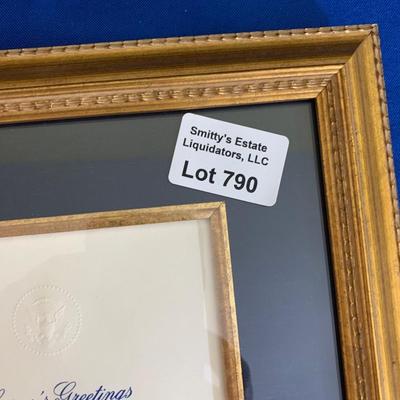 Smitty's Estate
Liquidators, LLC
Lot 790
Greetings